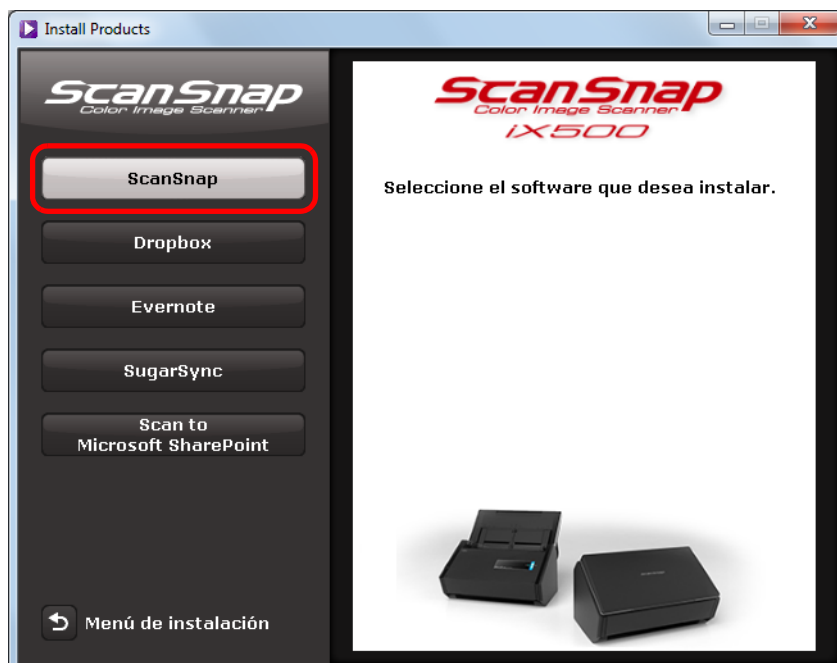 Install Products
ScanSnap
Color Image Scanner
ScanSnap
Dropbox
Evernote
SugarSync
Scan to
Microsoft SharePoint
Menú de instalación
ScanSnap
Color Image Scanner
iX500
Seleccione el software que desea instalar.